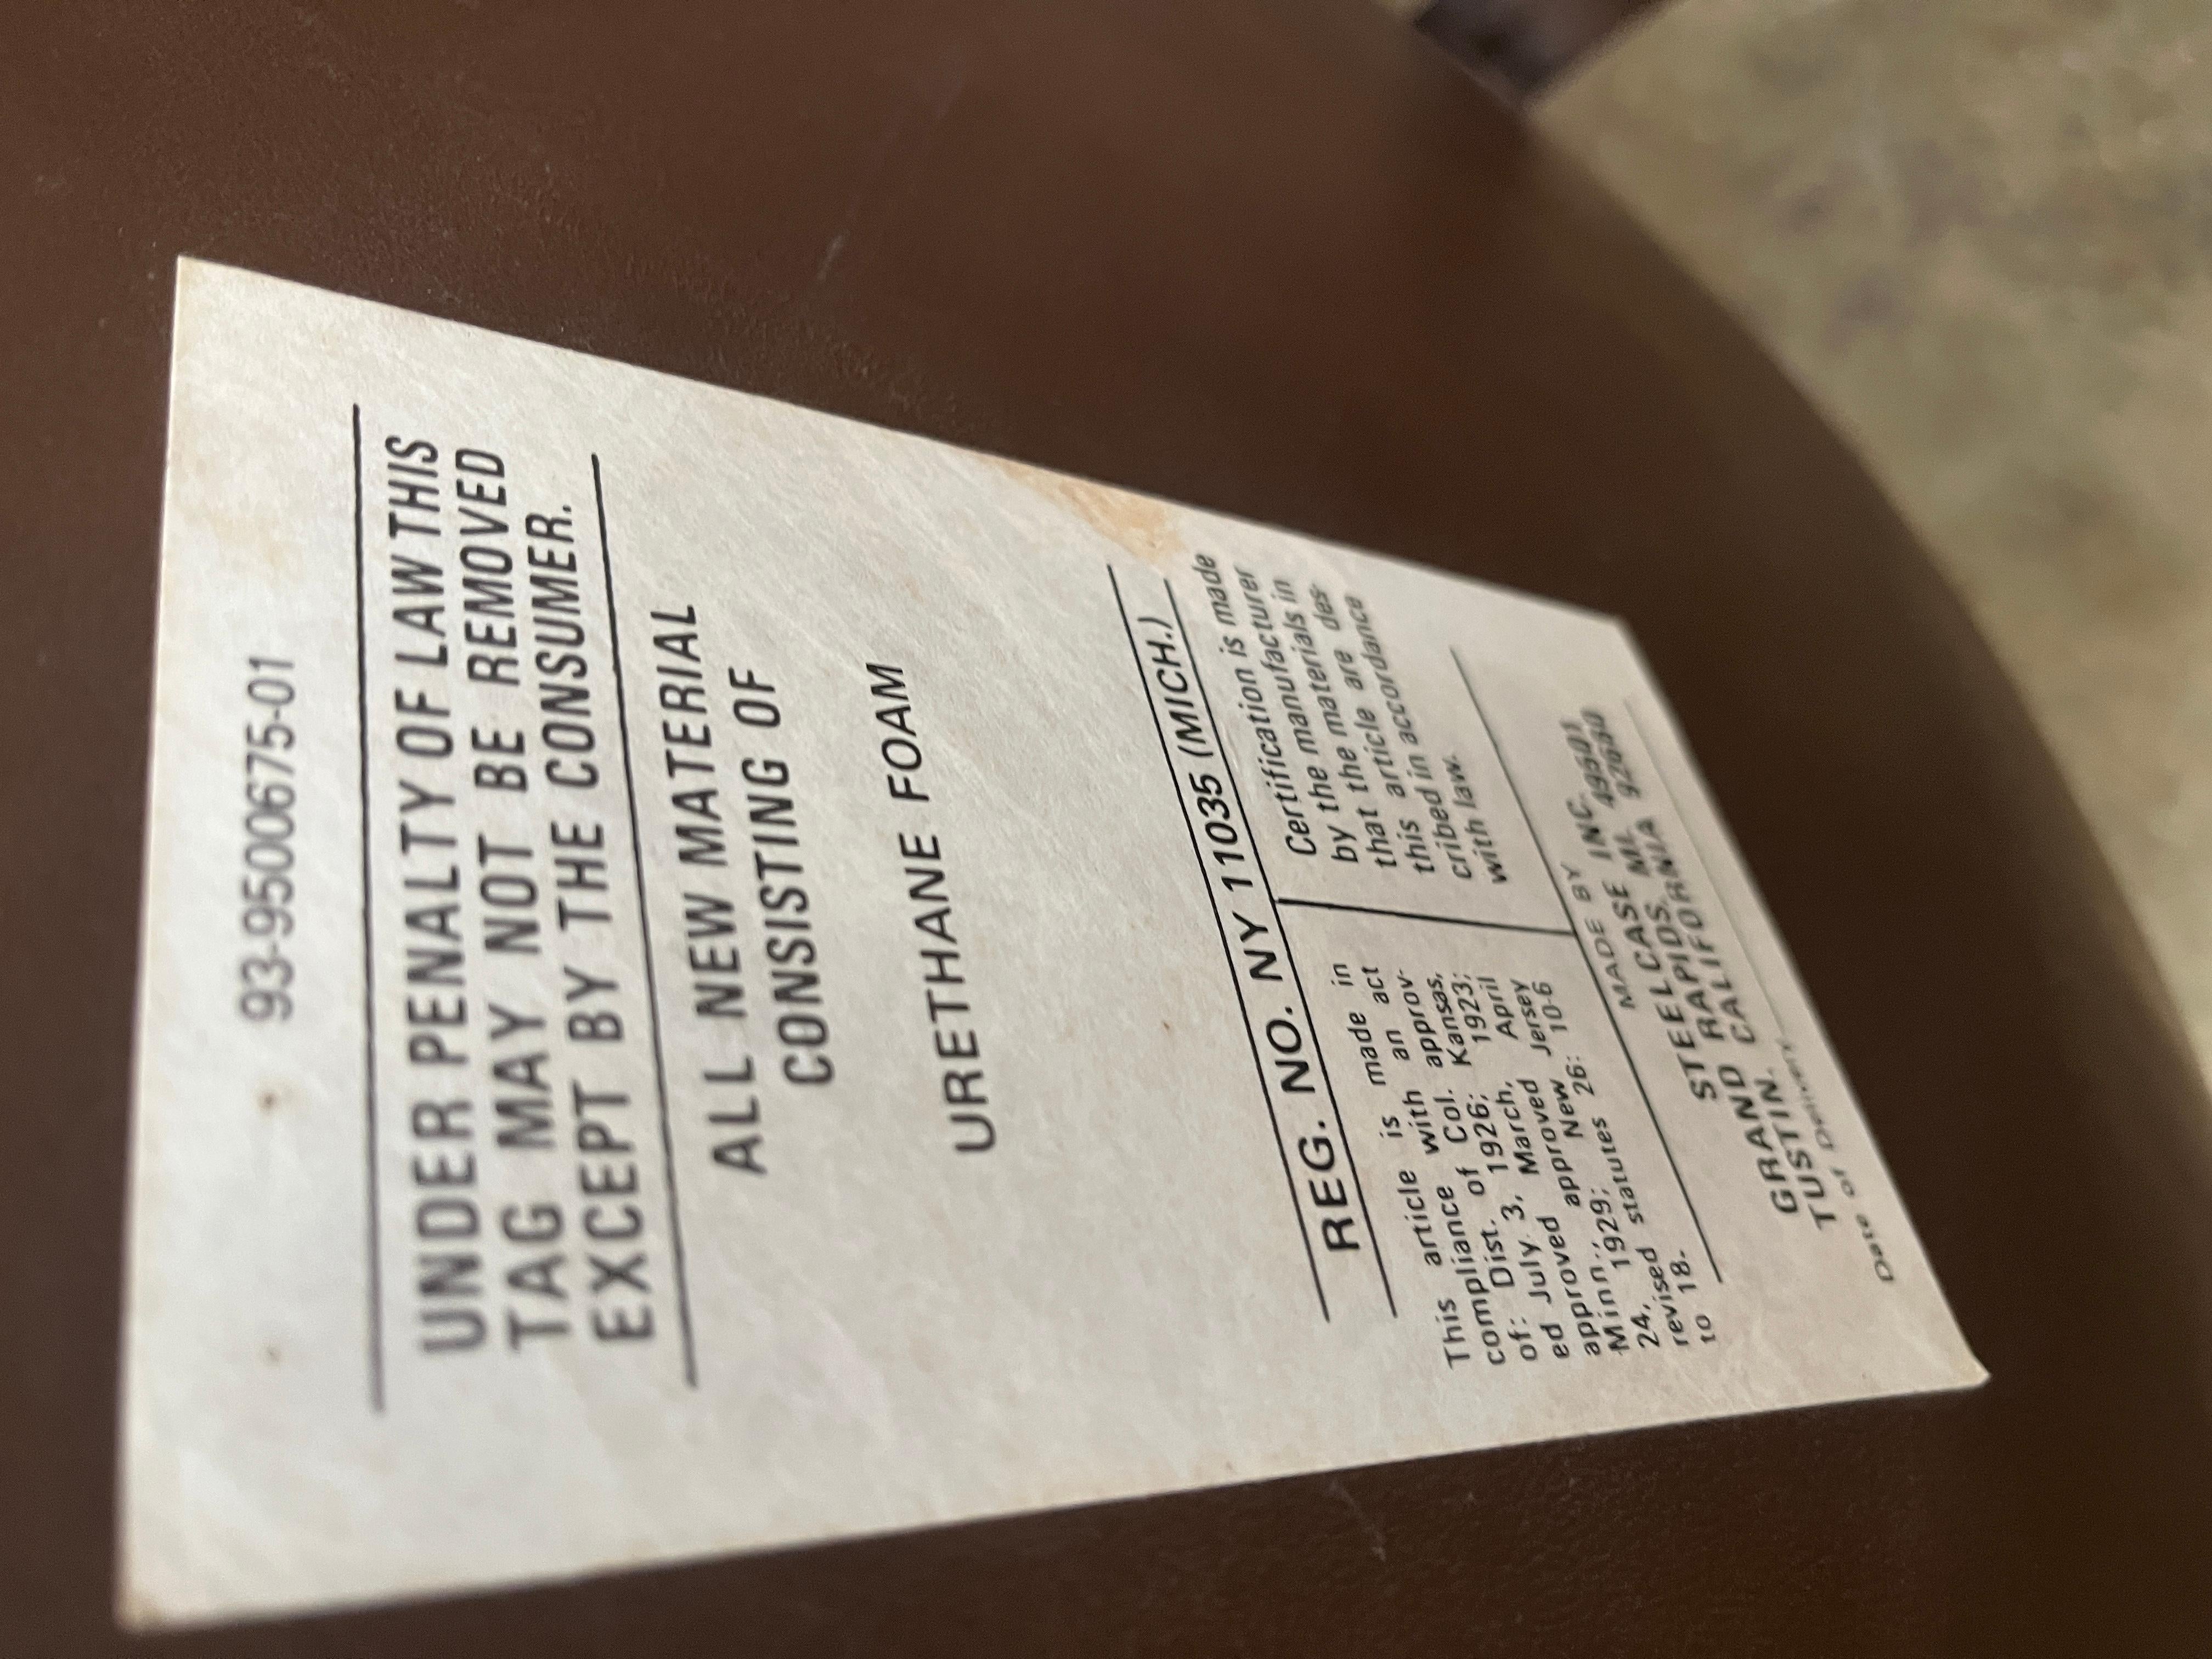 93-9500675-01
UNDER PENALTY OF LAW THIS
TAG MAY NOT BE REMOVED
EXCEPT BY THE CONSUMER.
ALL NEW MATERIAL
CONSISTING OF
URETHANE FOAM
REG. NO. NY 11035 (MICH.)
This article is made in
compliance with an act
of: Dist. of Col. approv-
ed July 3, 1926; Kansas,
approved March, 1923;
Minn., approved April
24, 1929; New Jersey
revised statutes 26: 10-6
to 18.
Certification is made
by the manufacturer
that the materials in
this article are des-
cribed in accordance
with law.
MADE BY
STEELCASE INC.
GRAND RAPIDS, MI. 49501
TUSTIN, CALIFORNIA 92680
Date of Delivery